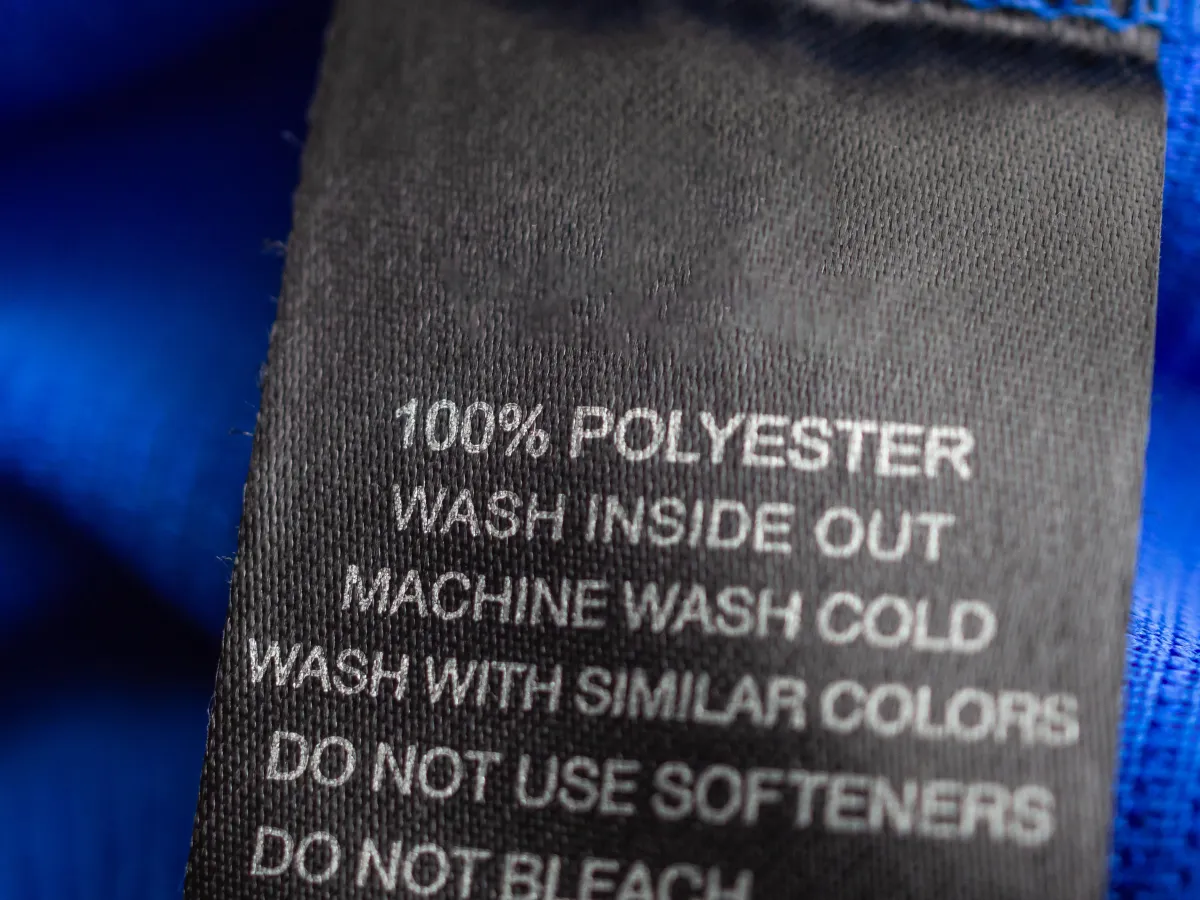 100% POLYESTER
WASH INSIDE OUT
MACHINE WASH COLD
WASH WITH SIMILAR COLORS
DO NOT USE SOFTENERS
DO NOT BLEACH